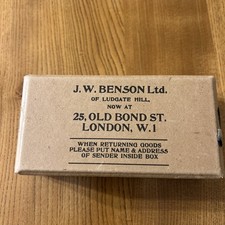 J. W. BENSON Ltd.
OF LUDGATE HILL,
NOW AT
25, OLD BOND ST.
LONDON, W.1
WHEN RETURNING GOODS
PLEASE PUT NAME & ADDRESS
OF SENDER INSIDE BOX